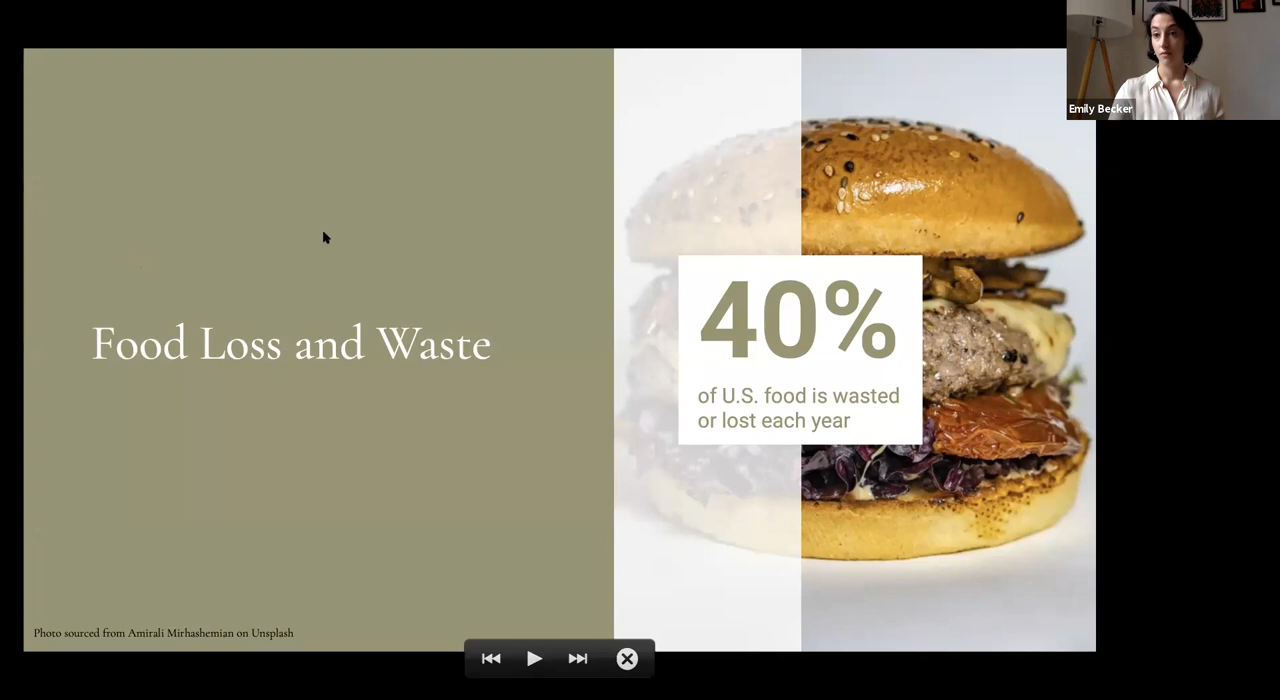 Emily Becker
Food Loss and Waste
40%
of U.S. food is wasted
or lost each year
Photo sourced from Amirali Mirhashemian on Unsplash